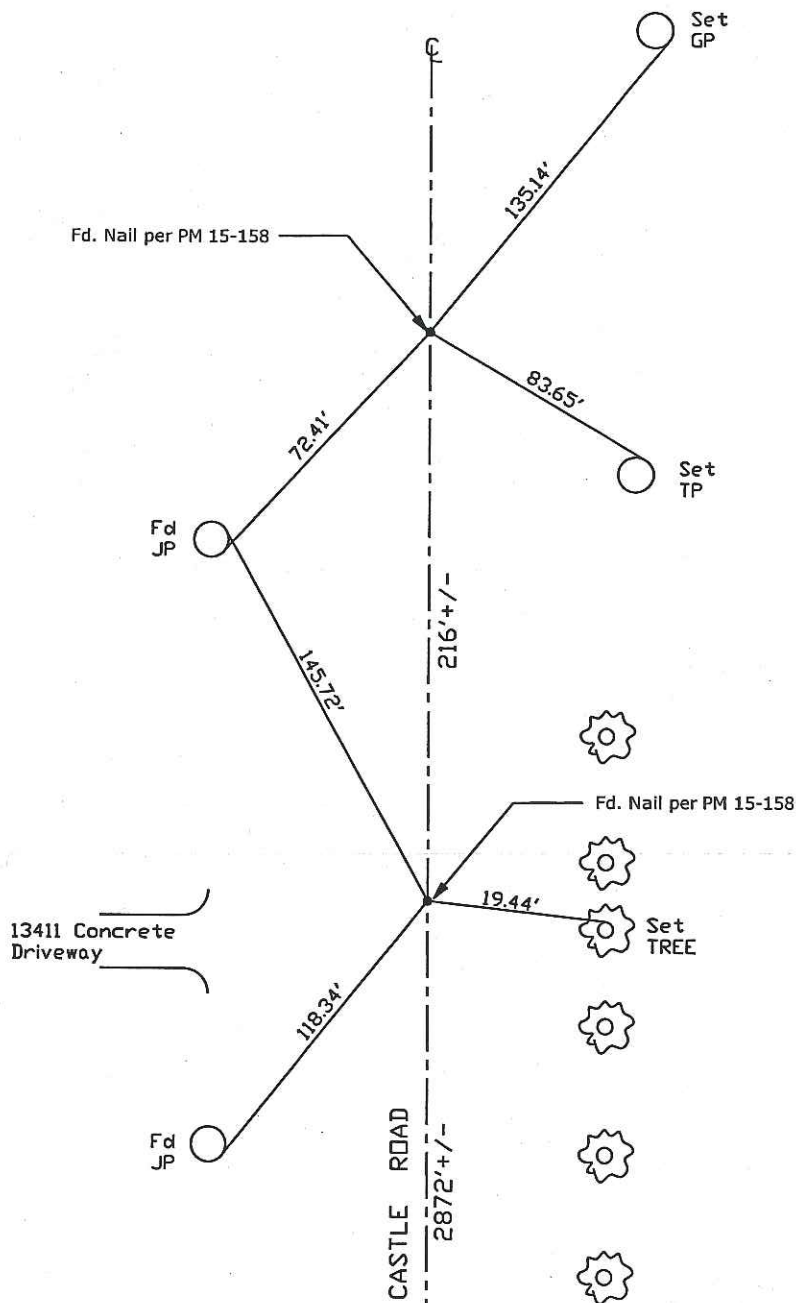 ℄
Set
GP
135.14'
Fd. Nail per PM 15-158
83.65'
72.41'
Set
TP
Fd
JP
216'+/-
145.72'
Fd. Nail per PM 15-158
19.44'
Set
TREE
13411 Concrete
Driveway
118.34'
Fd
JP
CASTLE ROAD
2872'+/-